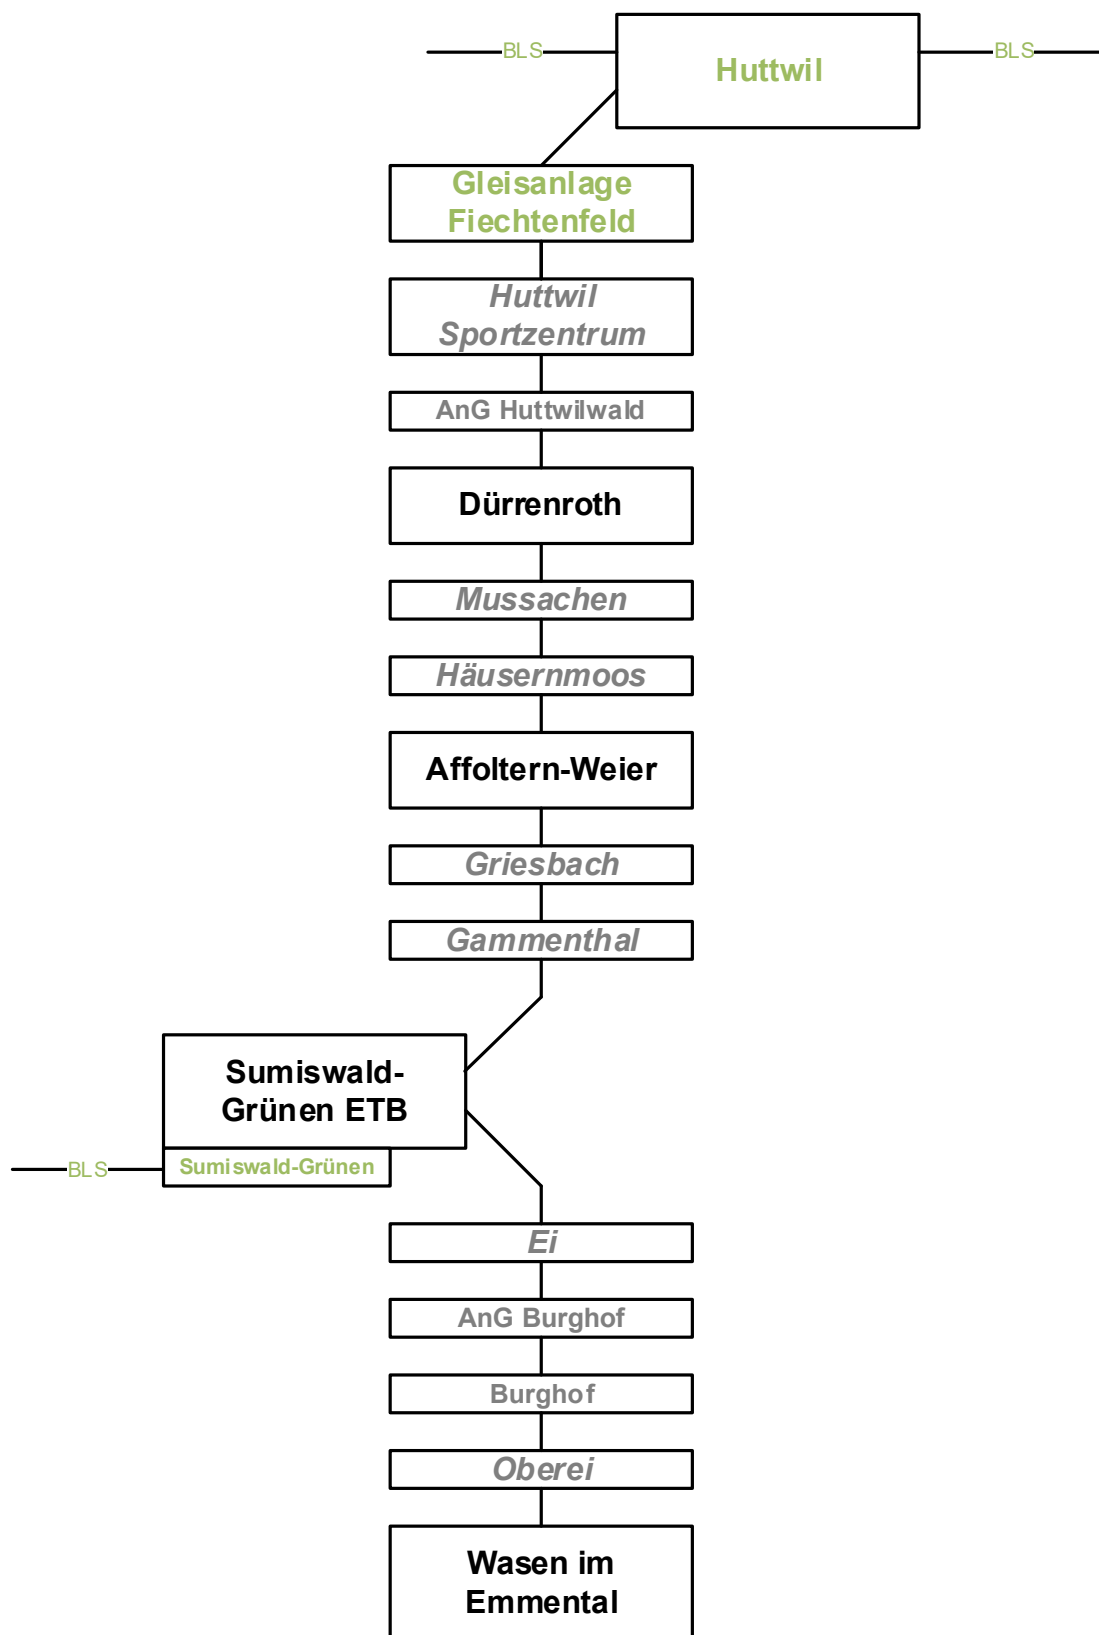 BLS
Huttwil
BLS
Gleisanlage
Fiechtenfeld
Huttwil
Sportzentrum
AnG Huttwilwald
Dürrenroth
Mussachen
Häusernmoos
Affoltern-Weier
Griesbach
Gammenthal
Sumiswald-
Grünen ETB
BLS
Sumiswald-Grünen
Ei
AnG Burghof
Burghof
Oberei
Wasen im
Emmental